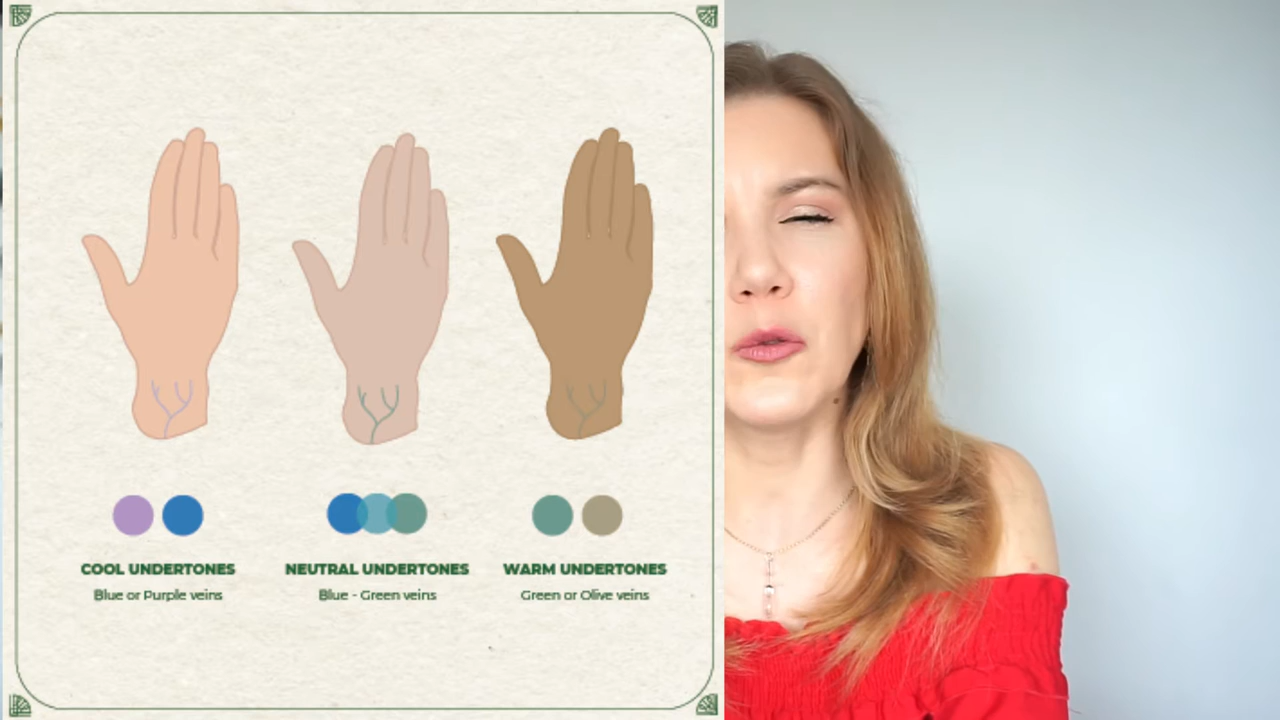 COOL UNDERTONES
Blue or Purple veins
NEUTRAL UNDERTONES
Blue - Green veins
WARM UNDERTONES
Green or Olive veins